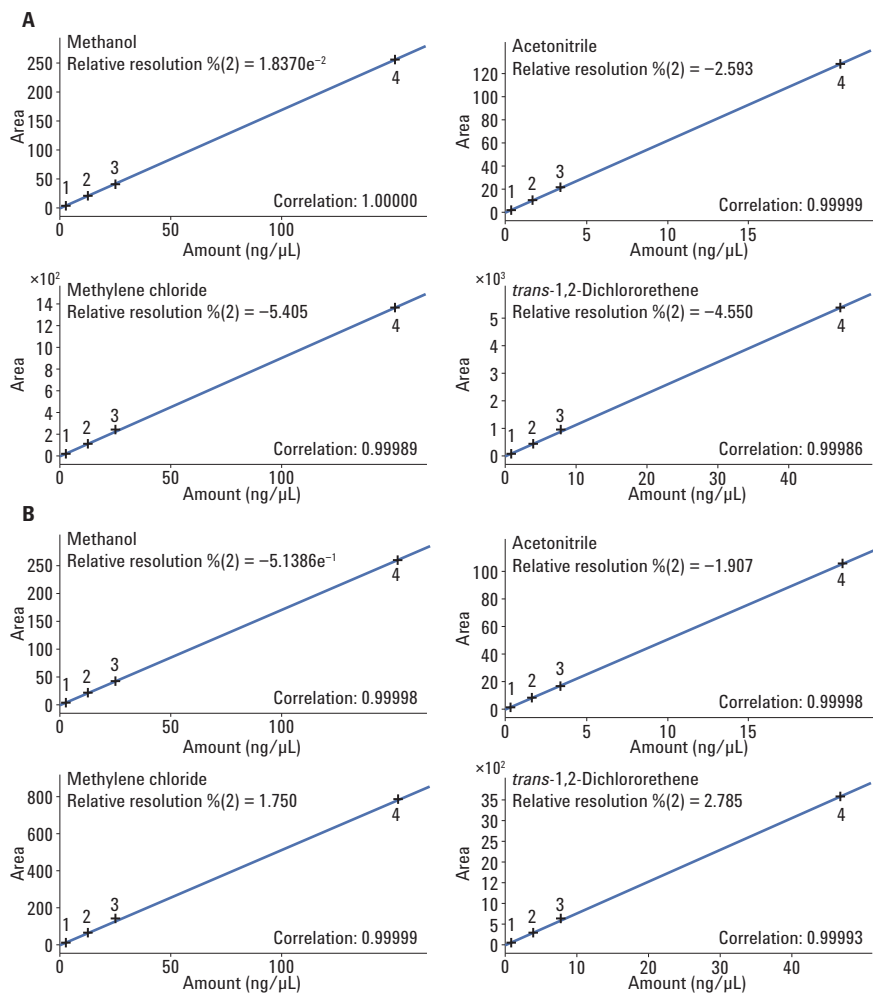 A
Methanol
Relative resolution %(2) = 1.8370e⁻²
Area
250
200
150
100
50
0
1
2
3
4
Correlation: 1.00000
0
50
100
Amount (ng/µL)
Acetonitrile
Relative resolution %(2) = –2.593
Area
120
100
80
60
40
20
0
1
2
3
4
Correlation: 0.99999
0
5
10
15
Amount (ng/µL)
×10²
Methylene chloride
Relative resolution %(2) = –5.405
Area
14
12
10
8
6
4
2
0
1
2
3
4
Correlation: 0.99989
0
50
100
Amount (ng/µL)
×10³
trans-1,2-Dichlororethene
Relative resolution %(2) = –4.550
Area
5
4
3
2
1
0
1
2
3
4
Correlation: 0.99986
0
10
20
30
40
Amount (ng/µL)
B
Methanol
Relative resolution %(2) = –5.1386e⁻¹
Area
250
200
150
100
50
0
1
2
3
4
Correlation: 0.99998
0
50
100
Amount (ng/µL)
Acetonitrile
Relative resolution %(2) = –1.907
Area
100
80
60
40
20
0
1
2
3
4
Correlation: 0.99998
0
5
10
15
Amount (ng/µL)
Methylene chloride
Relative resolution %(2) = 1.750
Area
800
600
400
200
0
1
2
3
4
Correlation: 0.99999
0
50
100
Amount (ng/µL)
×10²
trans-1,2-Dichlororethene
Relative resolution %(2) = 2.785
Area
35
30
25
20
12
10
5
0
1
2
3
4
Correlation: 0.99993
0
10
20
30
40
Amount (ng/µL)